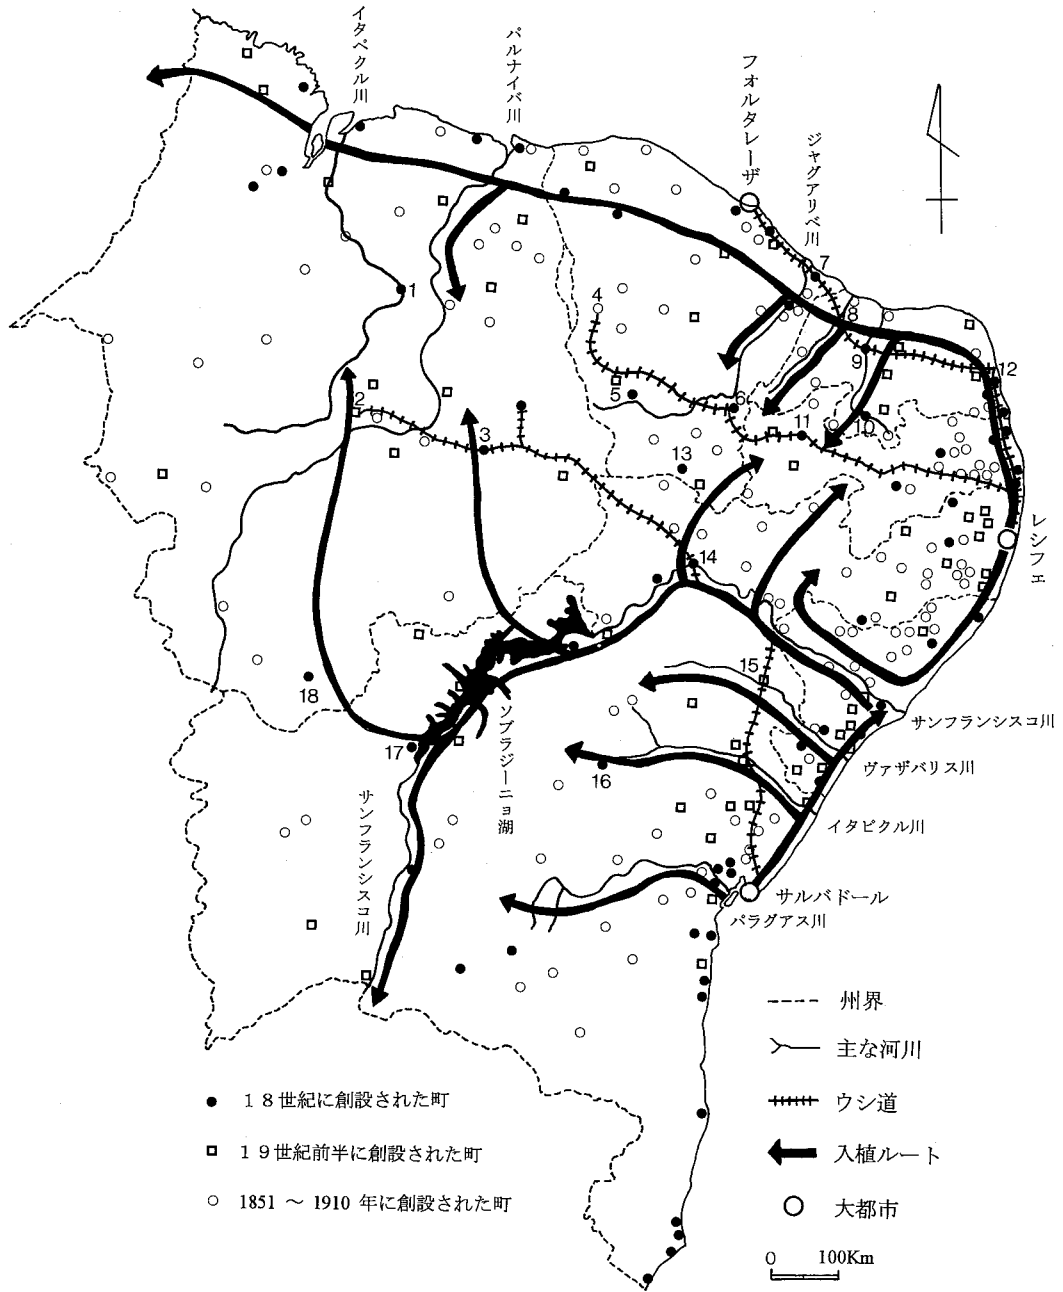 イタペクル川
パルナイバ川
フォルタレーザ
ジャグアリベ川
7
1
4
8
9
12
2
5
6
10
11
3
13
レシフェ
14
15
18
サンフランシスコ川
17
ソブラジーニョ湖
ヴァザバリス川
16
サンフランシスコ川
イタピクル川
サルバドール
パラグアス川
州界
主な河川
ウシ道
入植ルート
大都市
0 100Km
18世紀に創設された町
19世紀前半に創設された町
1851 ～ 1910 年に創設された町